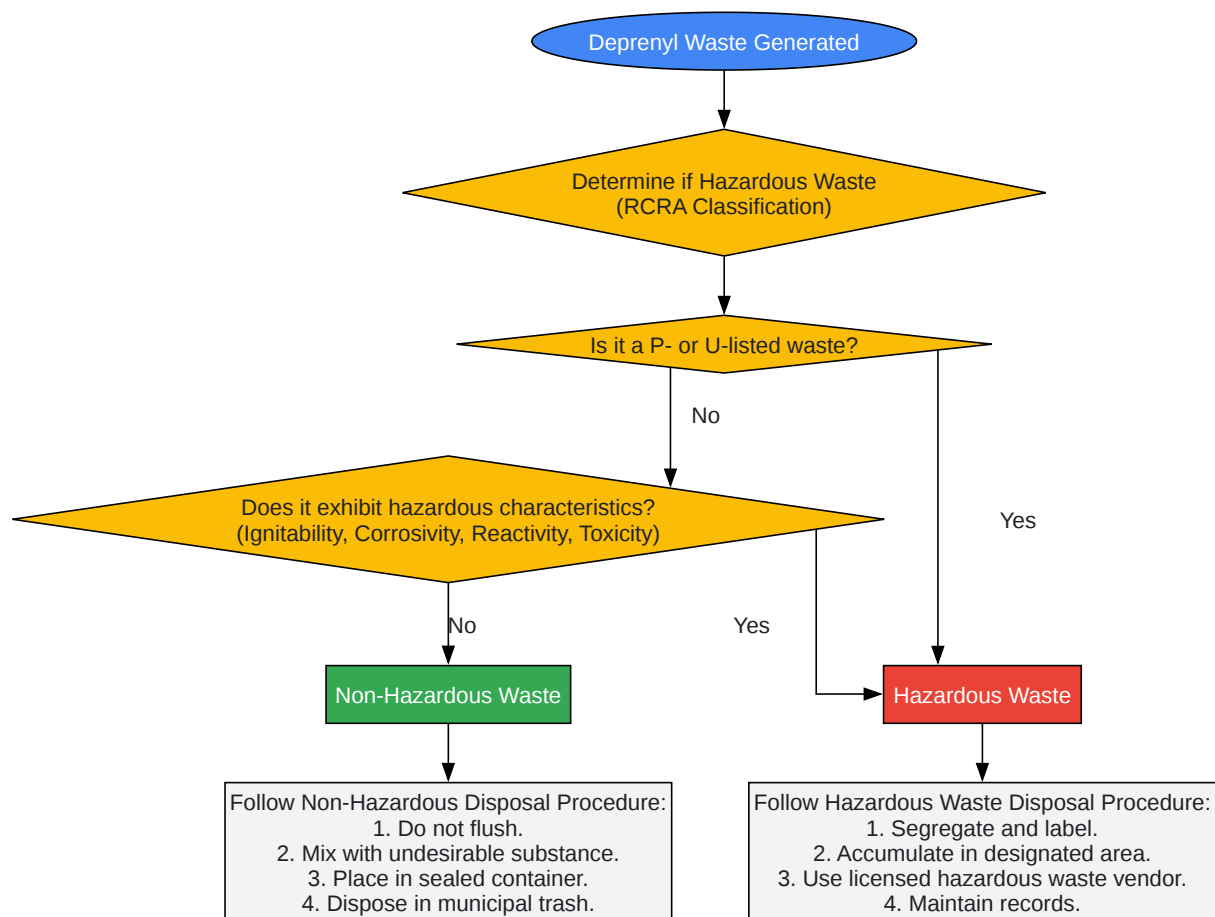 Deprenyl Waste Generated
Determine if Hazardous Waste
(RCRA Classification)
Is it a P- or U-listed waste?
No
Does it exhibit hazardous characteristics?
(Ignitability, Corrosivity, Reactivity, Toxicity)
Yes
No
Yes
Non-Hazardous Waste
Hazardous Waste
Follow Non-Hazardous Disposal Procedure:
1. Do not flush.
2. Mix with undesirable substance.
3. Place in sealed container.
4. Dispose in municipal trash.
Follow Hazardous Waste Disposal Procedure:
1. Segregate and label.
2. Accumulate in designated area.
3. Use licensed hazardous waste vendor.
4. Maintain records.